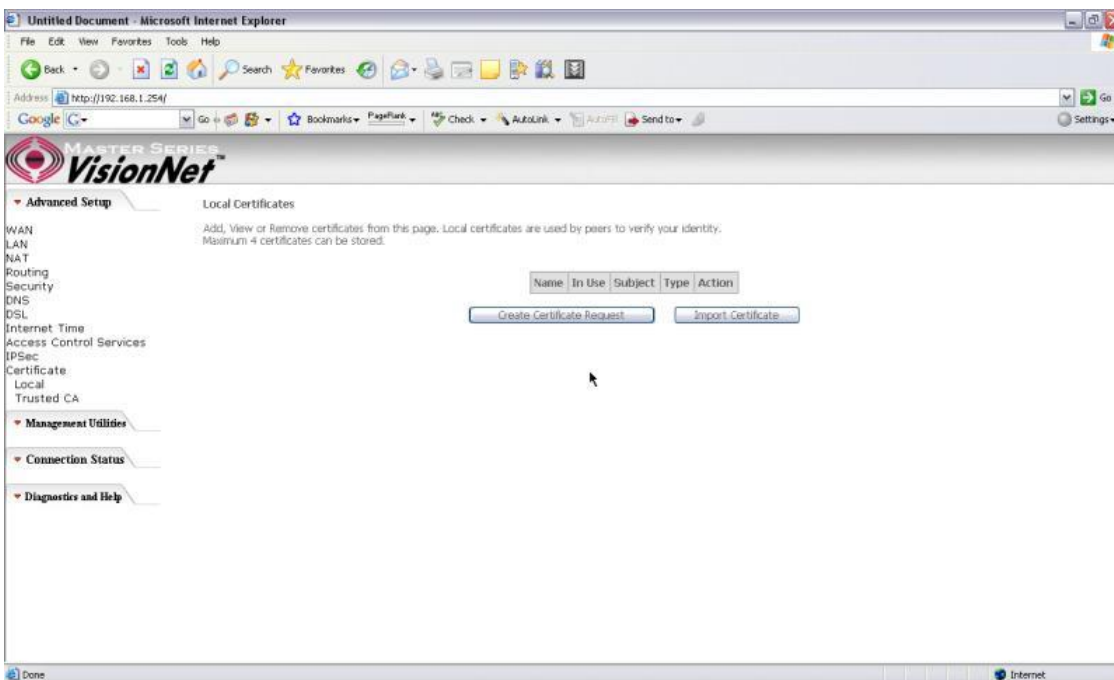 Untitled Document - Microsoft Internet Explorer
File Edit View Favorites Tools Help
Back Search Favorites
Address http://192.168.1.254/ Go
Google G Go Bookmarks PageRank Check AutoLink AutoFill Send to Settings
MASTER SERIES
VisionNet™
Advanced Setup
Local Certificates
Add, View or Remove certificates from this page. Local certificates are used by peers to verify your identity.
Maximum 4 certificates can be stored.
WAN
LAN
NAT
Routing
Security
DNS
DSL
Internet Time
Access Control Services
IPSec
Certificate
Local
Trusted CA
Name In Use Subject Type Action
Create Certificate Request Import Certificate
Management Utilities
Connection Status
Diagnostics and Help
Done Internet